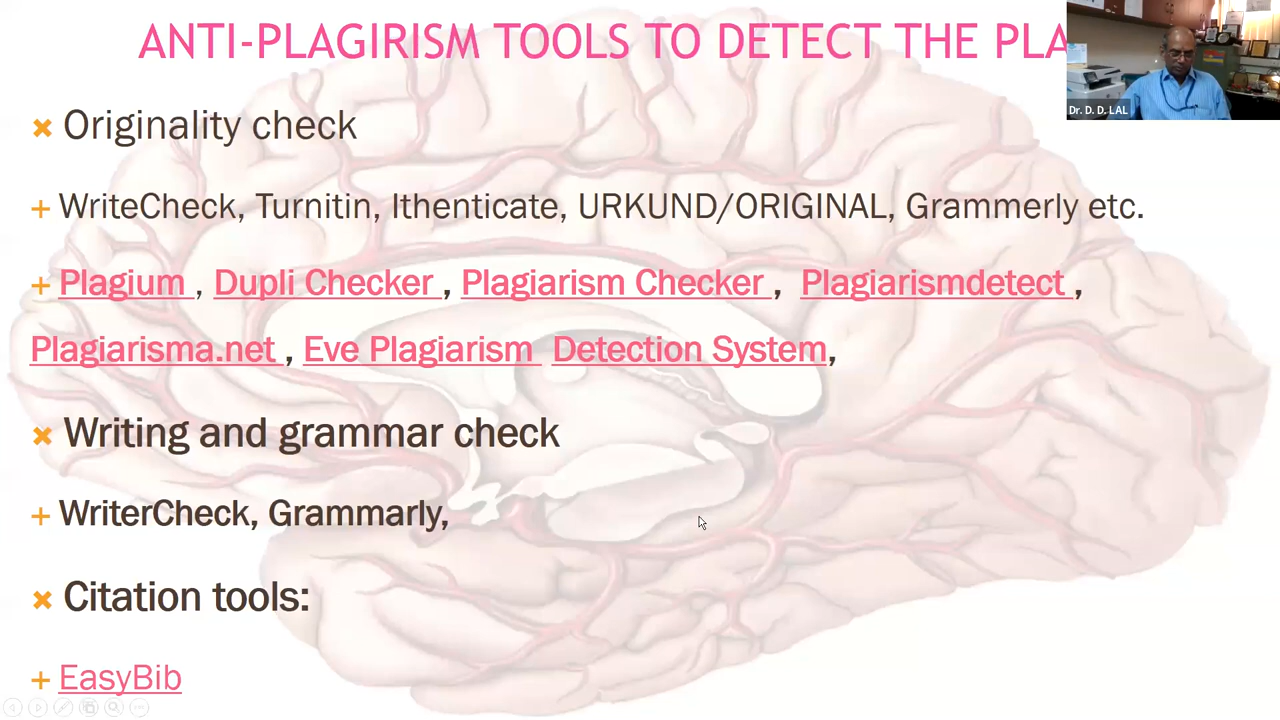 ANTI-PLAGIRISM TOOLS TO DETECT THE PLA
Dr. D. D. LAL
Originality check
WriteCheck, Turnitin, Ithenticate, URKUND/ORIGINAL, Grammerly etc.
Plagium , Dupli Checker , Plagiarism Checker , Plagiarismdetect ,
Plagiarisma.net , Eve Plagiarism Detection System,
Writing and grammar check
WriterCheck, Grammarly,
Citation tools:
EasyBib